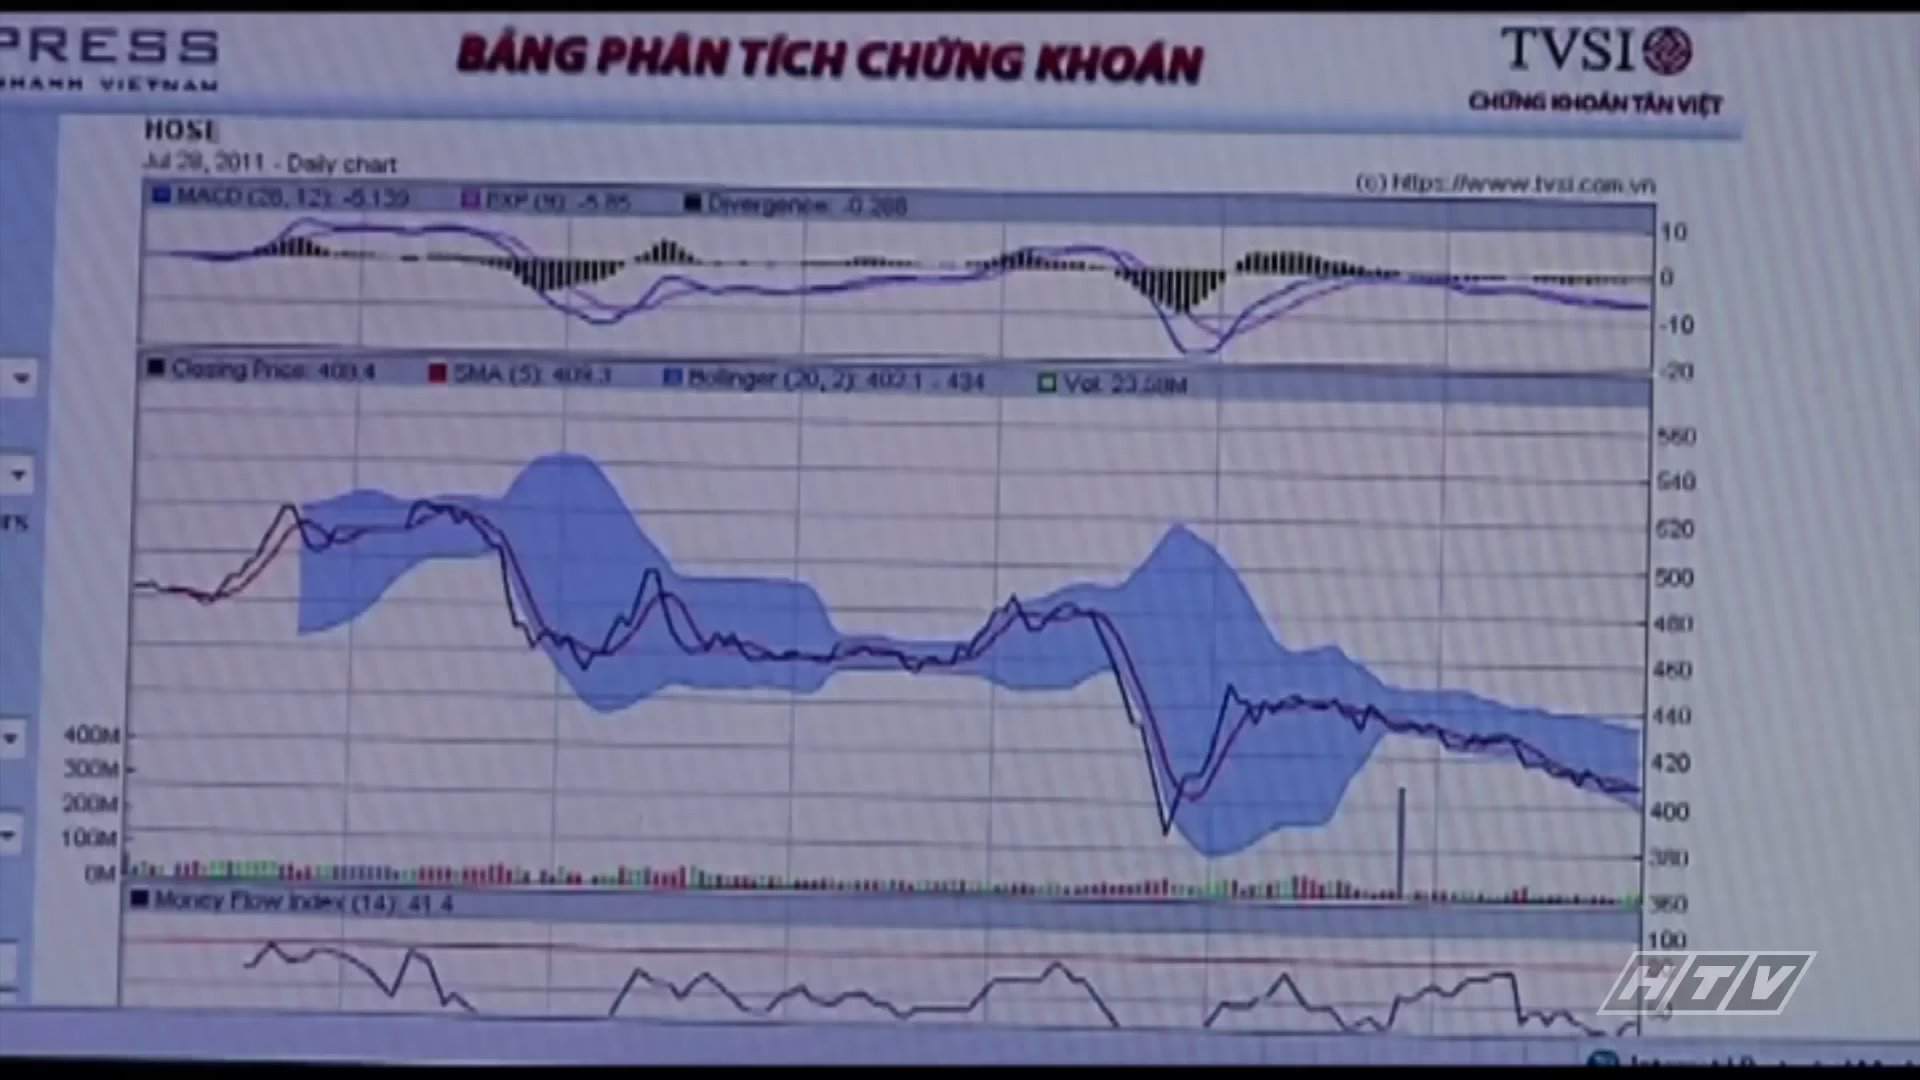 PRESS
NHANH VIETNAM
BẢNG PHÂN TÍCH CHỨNG KHOÁN
TVSI
CHỨNG KHOÁN TÂN VIỆT
HOSE
Jul 28, 2011 - Daily chart
(c) https://www.tvsi.com.vn
MACD (26, 12): -6.139 EXP (9): -5.85 Divergence: -0.288
10
0
-10
-20
Closing Price: 409.4 SMA (5): 409.3 Bollinger (20, 2): 402.1 - 434 Vol: 23.68M
560
540
520
500
480
460
440
420
400
380
360
400M
300M
200M
100M
0M
Money Flow Index (14): 41.4
100
HTV